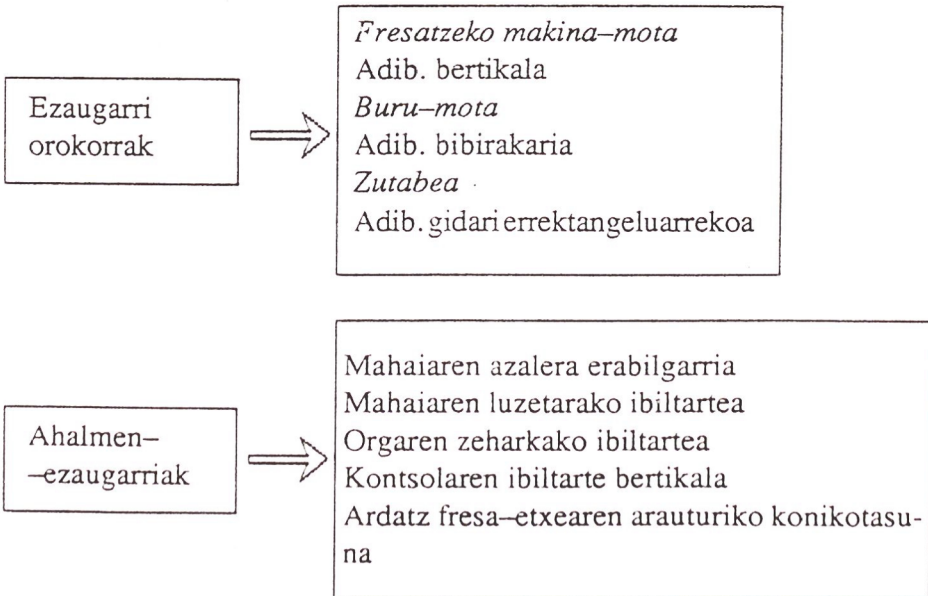 Ezaugarri
orokorrak
Fresatzeko makina–mota
Adib. bertikala
Buru–mota
Adib. bibirakaria
Zutabea
Adib. gidari errektangeluarrekoa
Ahalmen–
–ezaugarriak
Mahaiaren azalera erabilgarria
Mahaiaren luzetarako ibiltartea
Orgaren zeharkako ibiltartea
Kontsolaren ibiltarte bertikala
Ardatz fresa–etxearen arauturiko konikotasu-
na